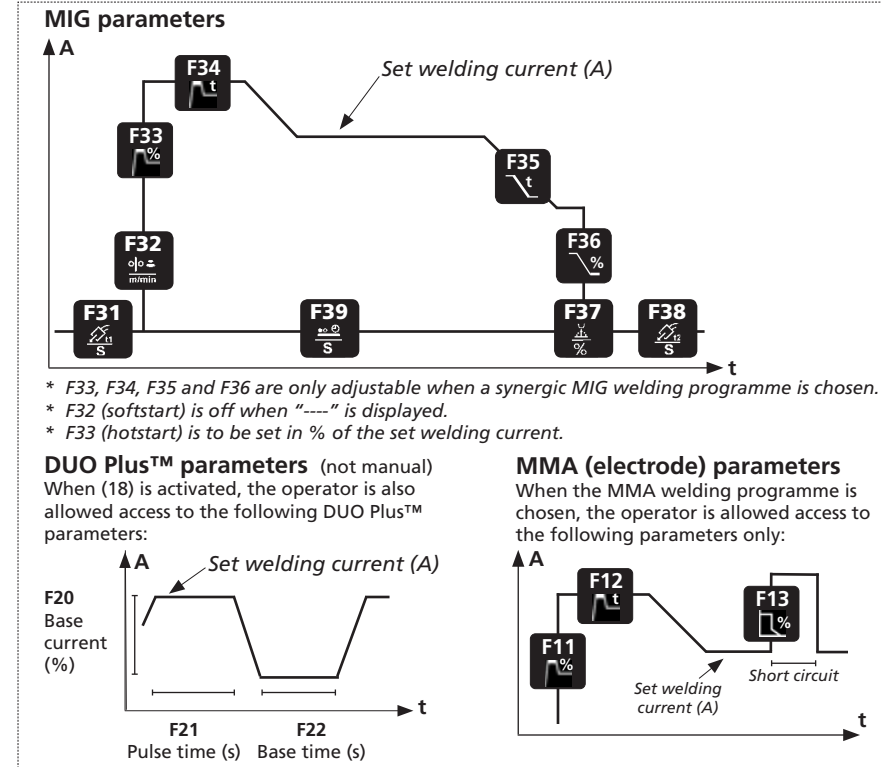 MIG parameters
A
F34
t
Set welding current (A)
F33
%
F35
t
F32
m/min
F36
%
F31
t1
S
F39
S
F37
%
F38
t2
S
t
* F33, F34, F35 and F36 are only adjustable when a synergic MIG welding programme is chosen.
* F32 (softstart) is off when “----” is displayed.
* F33 (hotstart) is to be set in % of the set welding current.
DUO Plus™ parameters (not manual)
When (18) is activated, the operator is also
allowed access to the following DUO Plus™
parameters:
A
Set welding current (A)
F20
Base
current
(%)
t
F21
Pulse time (s)
F22
Base time (s)
MMA (electrode) parameters
When the MMA welding programme is
chosen, the operator is allowed access to
the following parameters only:
A
F12
t
F13
%
F11
%
Set welding
current (A)
Short circuit
t